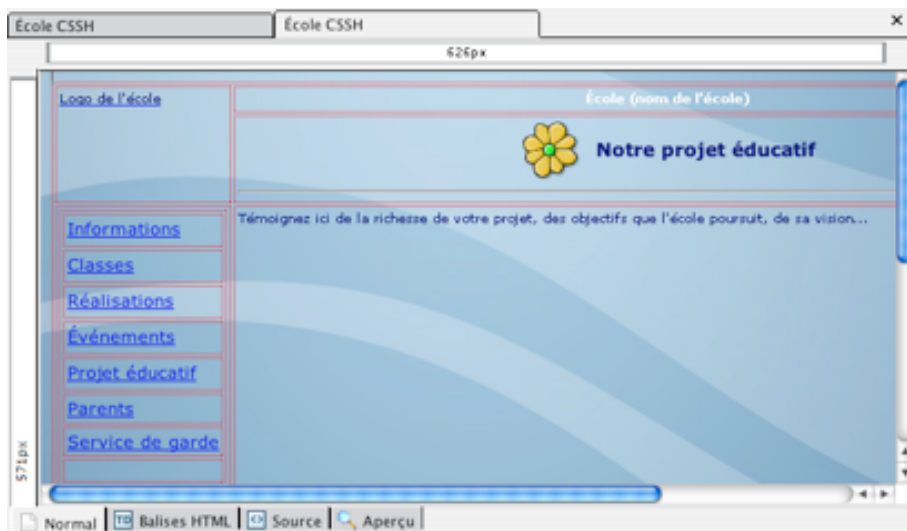 École CSSH
École CSSH
626px
Logo de l'école
École (nom de l'école)
Notre projet éducatif
Témoignez ici de la richesse de votre projet, des objectifs que l'école poursuit, de sa vision...
Informations
Classes
Réalisations
Événements
Projet éducatif
Parents
Service de garde
571px
Normal
TD Balises HTML
Source
Aperçu